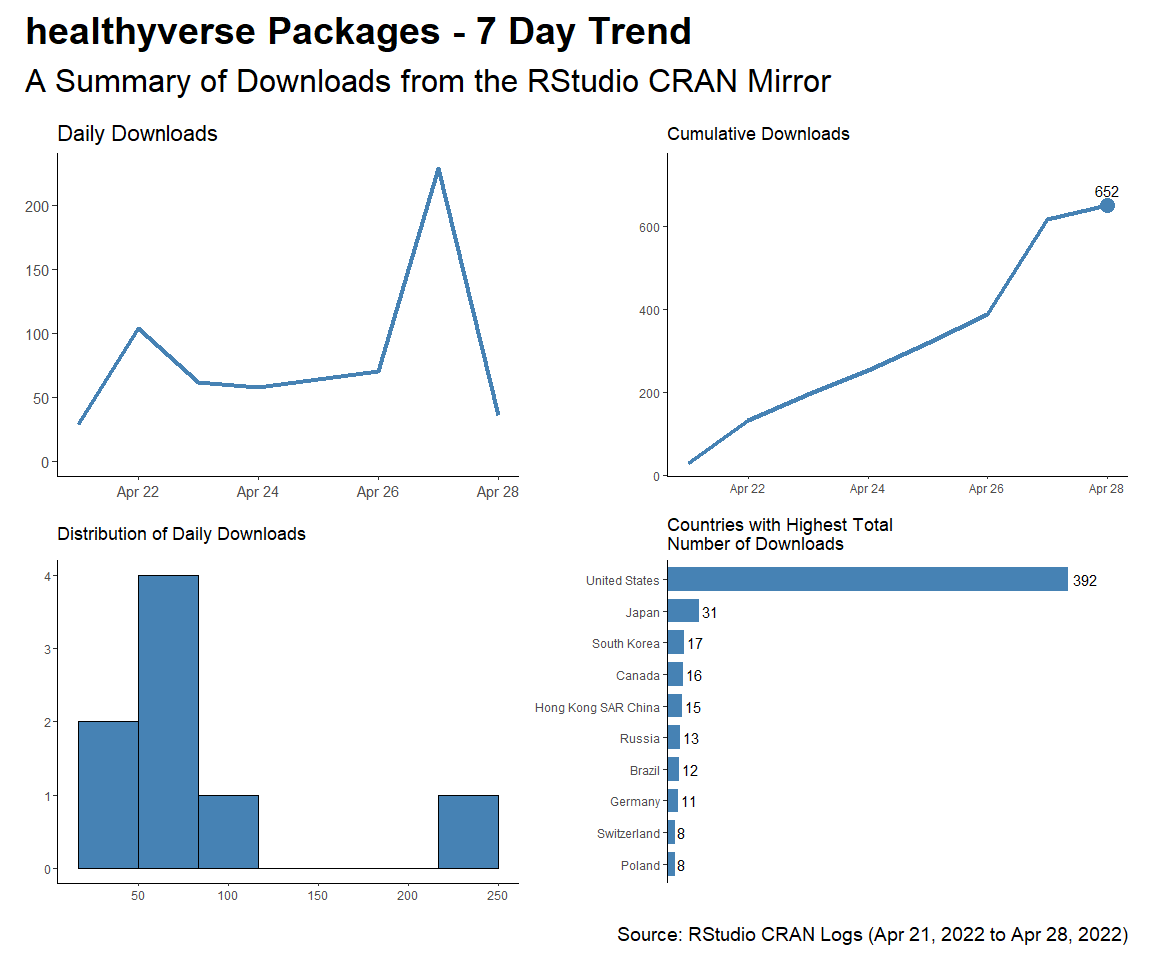 healthyverse Packages - 7 Day Trend
A Summary of Downloads from the RStudio CRAN Mirror
Daily Downloads
200
150
100
50
0
Apr 22
Apr 24
Apr 26
Apr 28
Cumulative Downloads
652
600
400
200
0
Apr 22
Apr 24
Apr 26
Apr 28
Distribution of Daily Downloads
4
3
2
1
0
50
100
150
200
250
Countries with Highest Total
Number of Downloads
United States 392
Japan 31
South Korea 17
Canada 16
Hong Kong SAR China 15
Russia 13
Brazil 12
Germany 11
Switzerland 8
Poland 8
Source: RStudio CRAN Logs (Apr 21, 2022 to Apr 28, 2022)